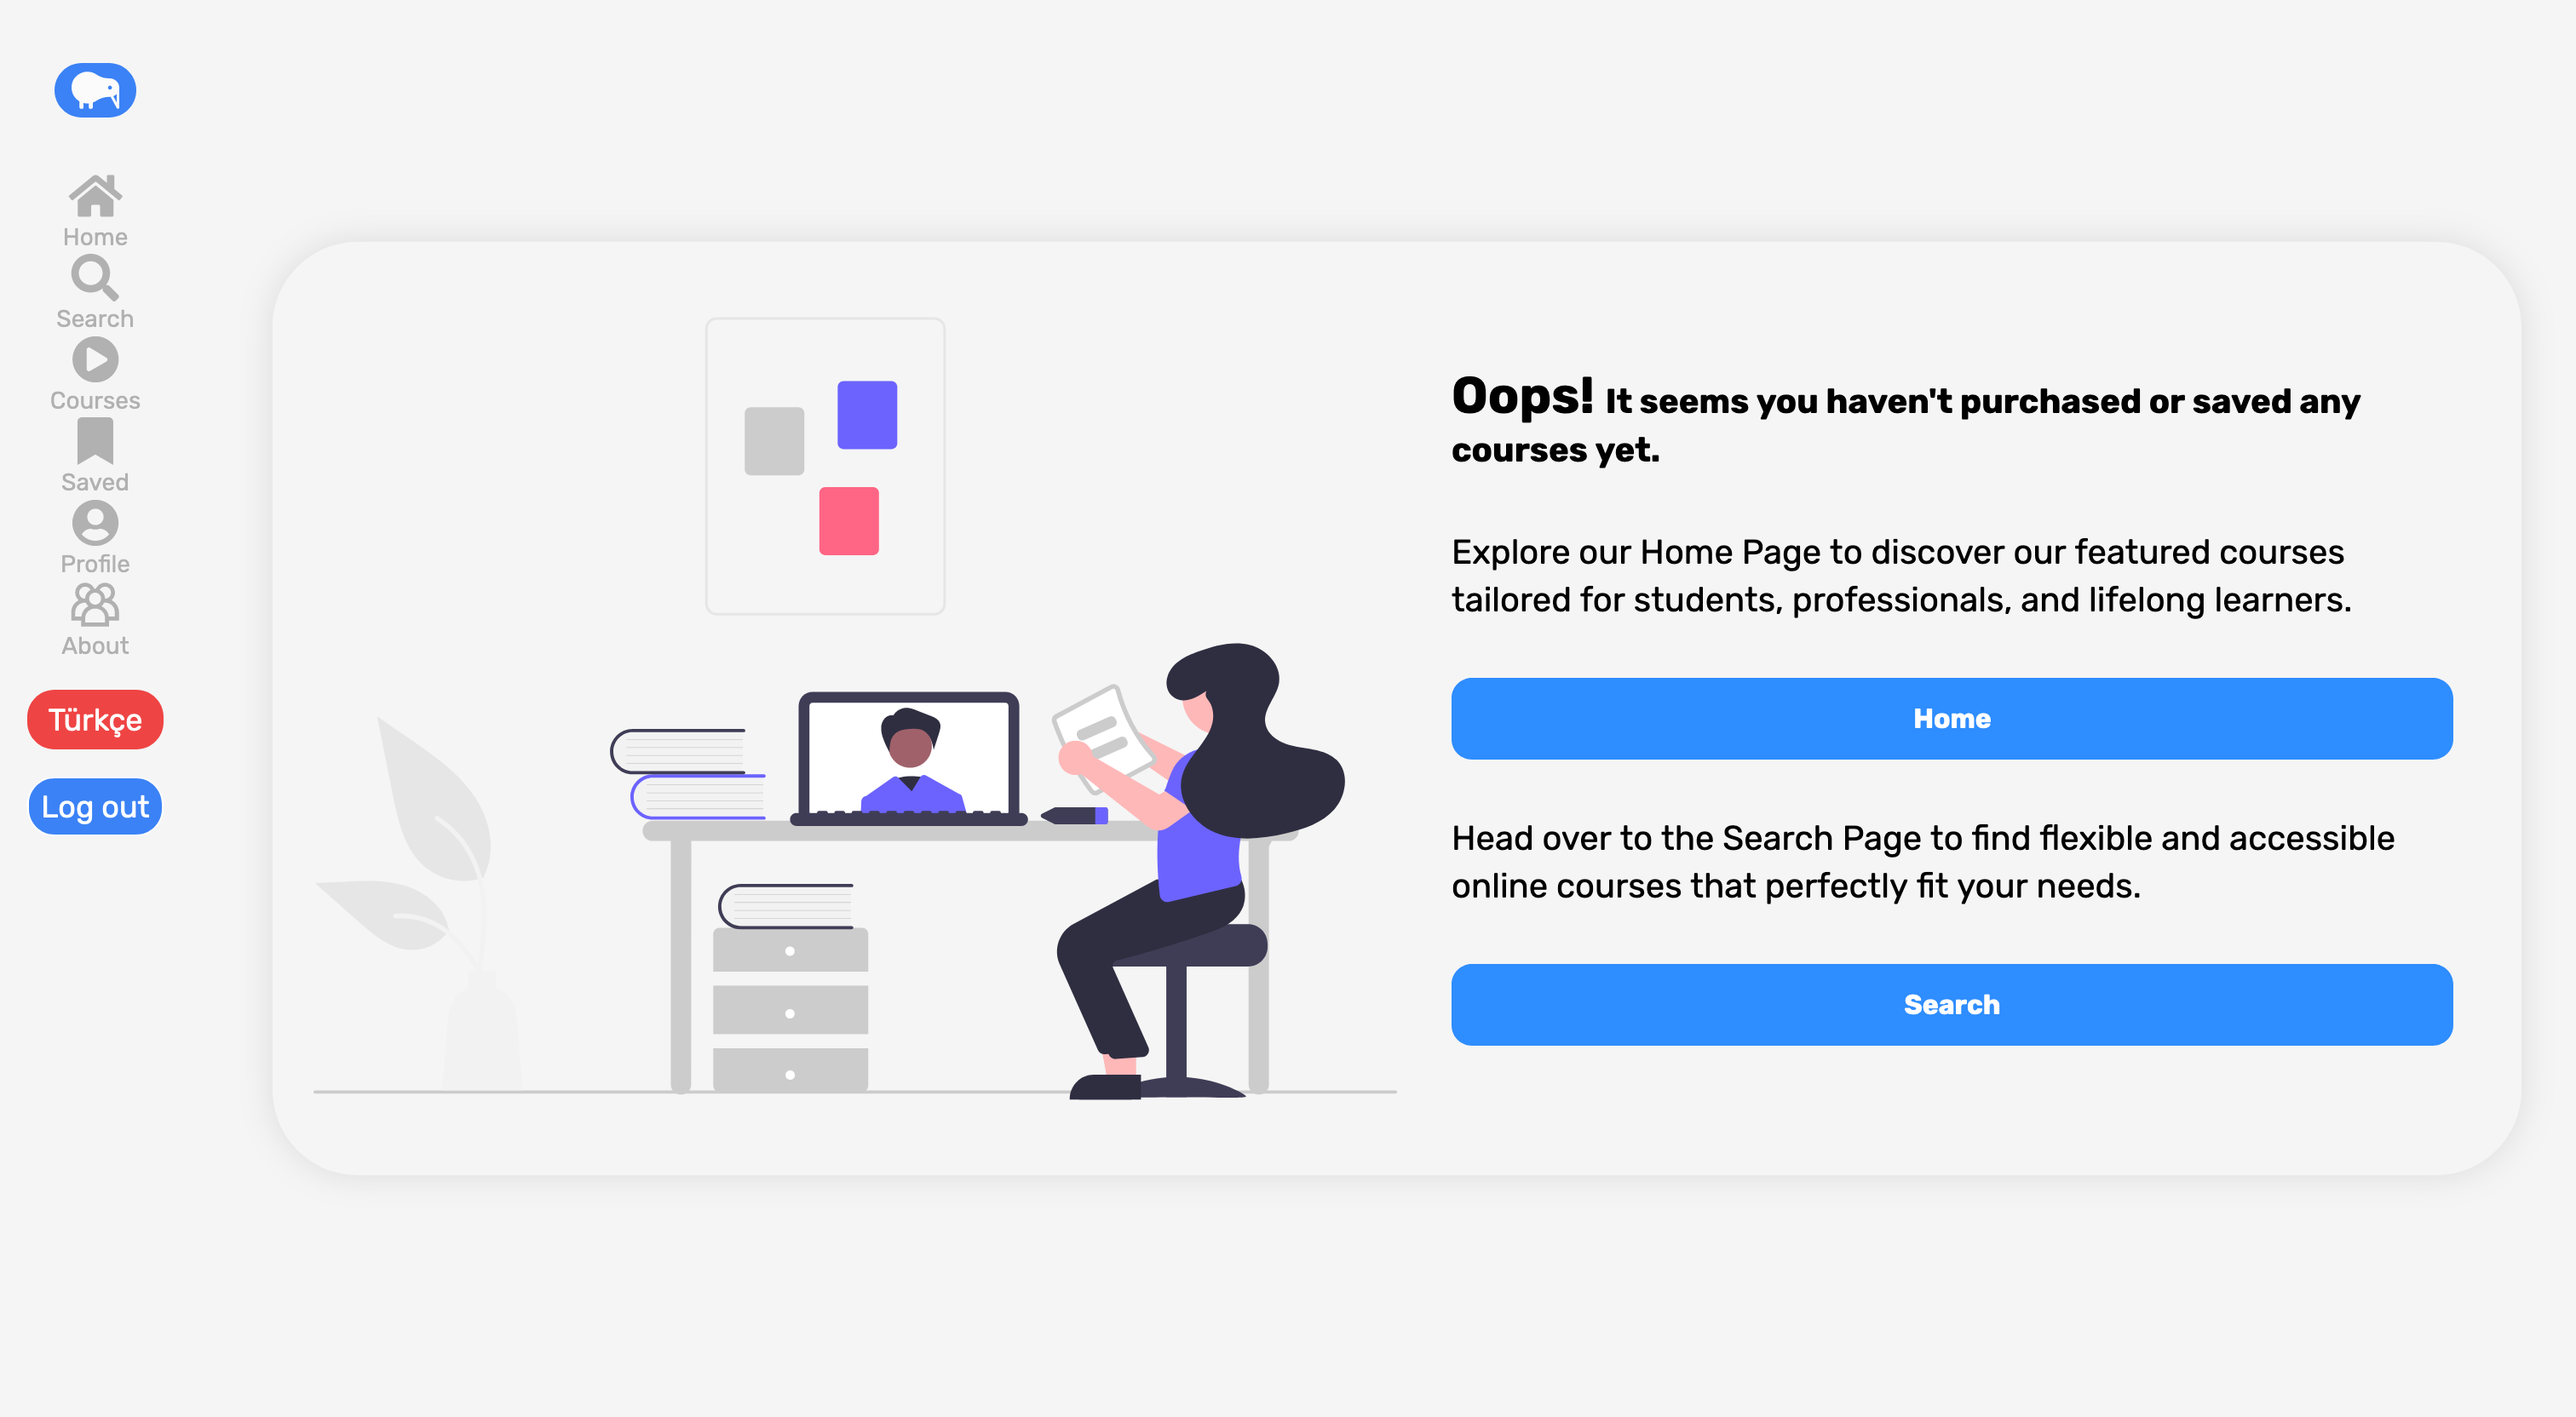 Home
Search
Courses
Saved
Profile
About
Türkçe
Log out
Oops! It seems you haven't purchased or saved any
courses yet.
Explore our Home Page to discover our featured courses
tailored for students, professionals, and lifelong learners.
Home
Head over to the Search Page to find flexible and accessible
online courses that perfectly fit your needs.
Search